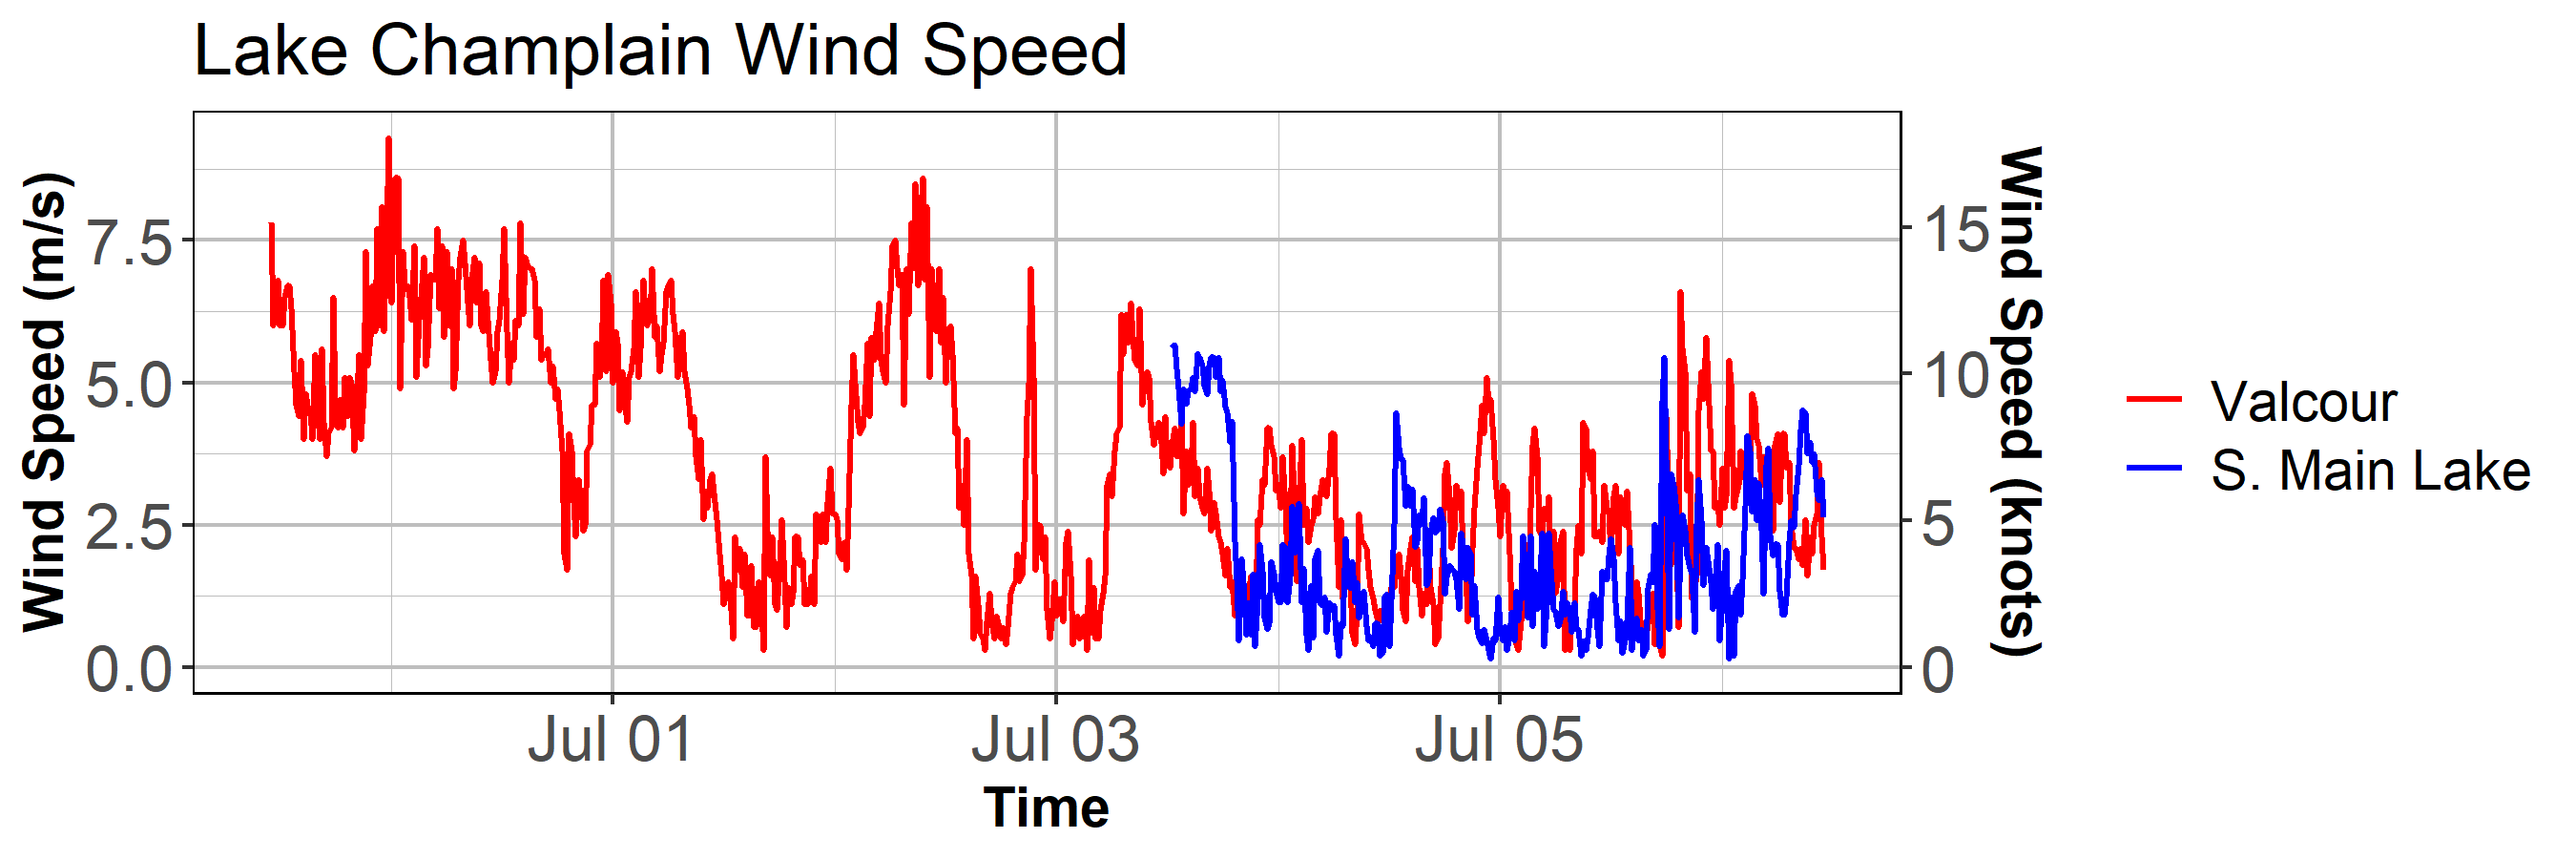 Lake Champlain Wind Speed
Wind Speed (m/s)
7.5
5.0
2.5
0.0
15
10
5
0
Wind Speed (knots)
Jul 01
Jul 03
Jul 05
Time
Valcour
S. Main Lake